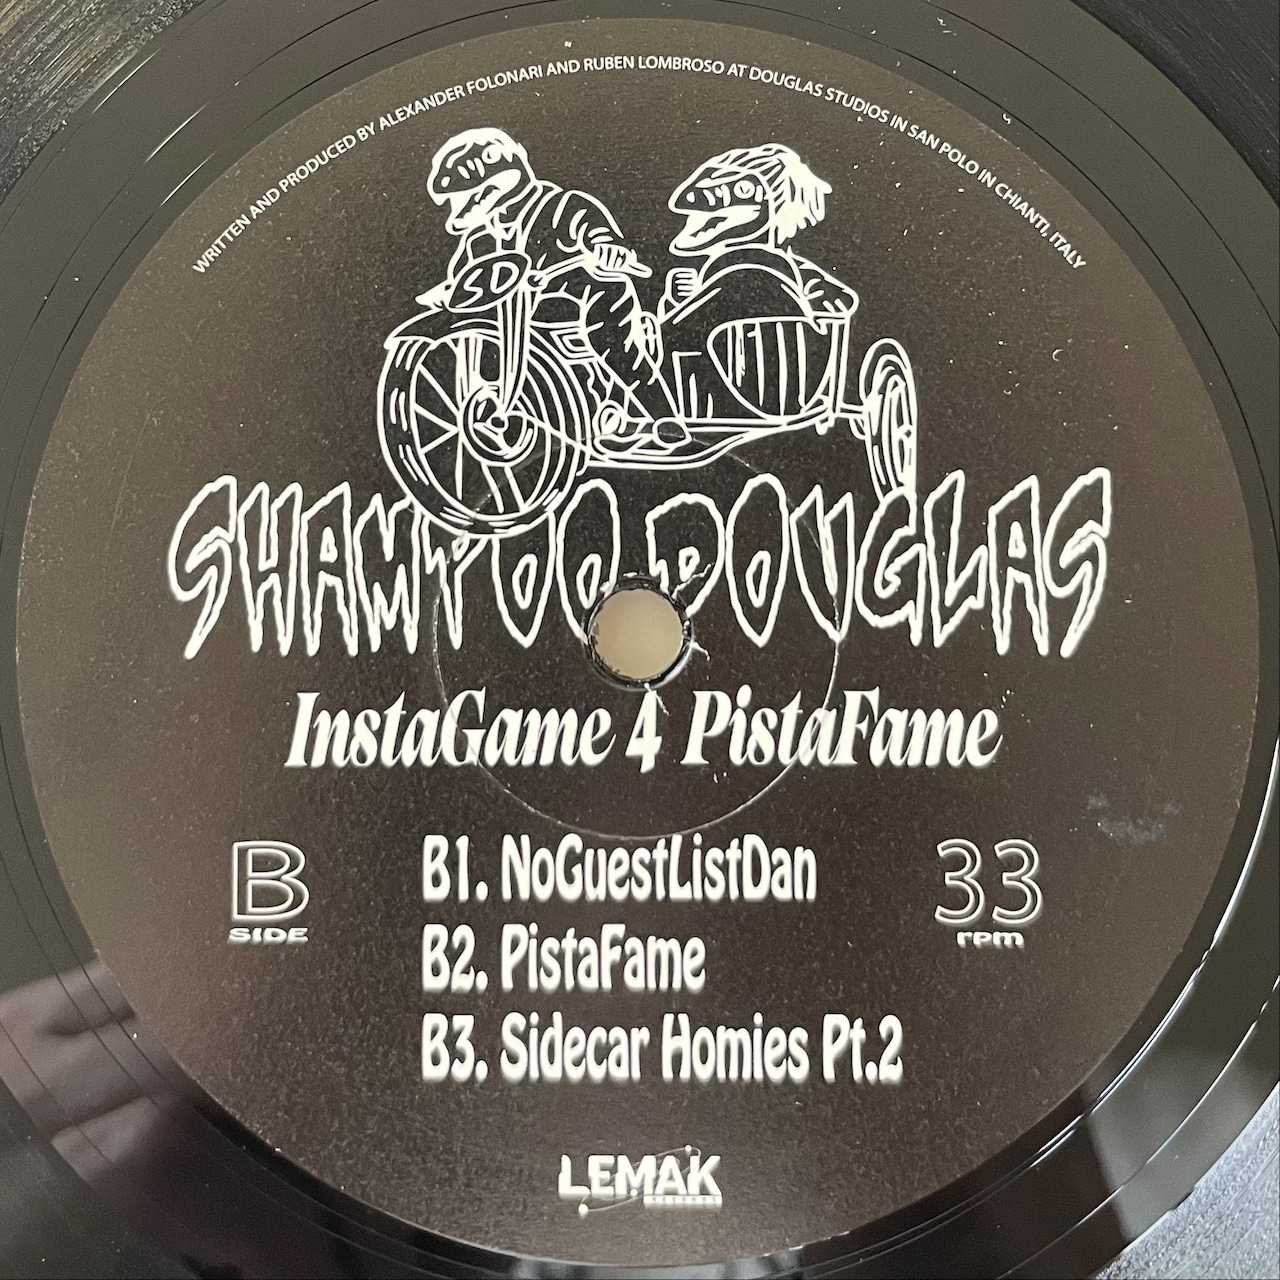 WRITTEN AND PRODUCED BY ALEXANDER FOLONARI AND RUBEN LOMBROSO AT DOUGLAS STUDIOS IN SAN POLO IN CHIANTI, ITALY
SD
SHAMPOO DOUGLAS
InstaGame 4 PistaFame
B
SIDE
B1. NoGuestListDan
B2. PistaFame
B3. Sidecar Homies Pt.2
33
rpm
LEMAK
RECORDS